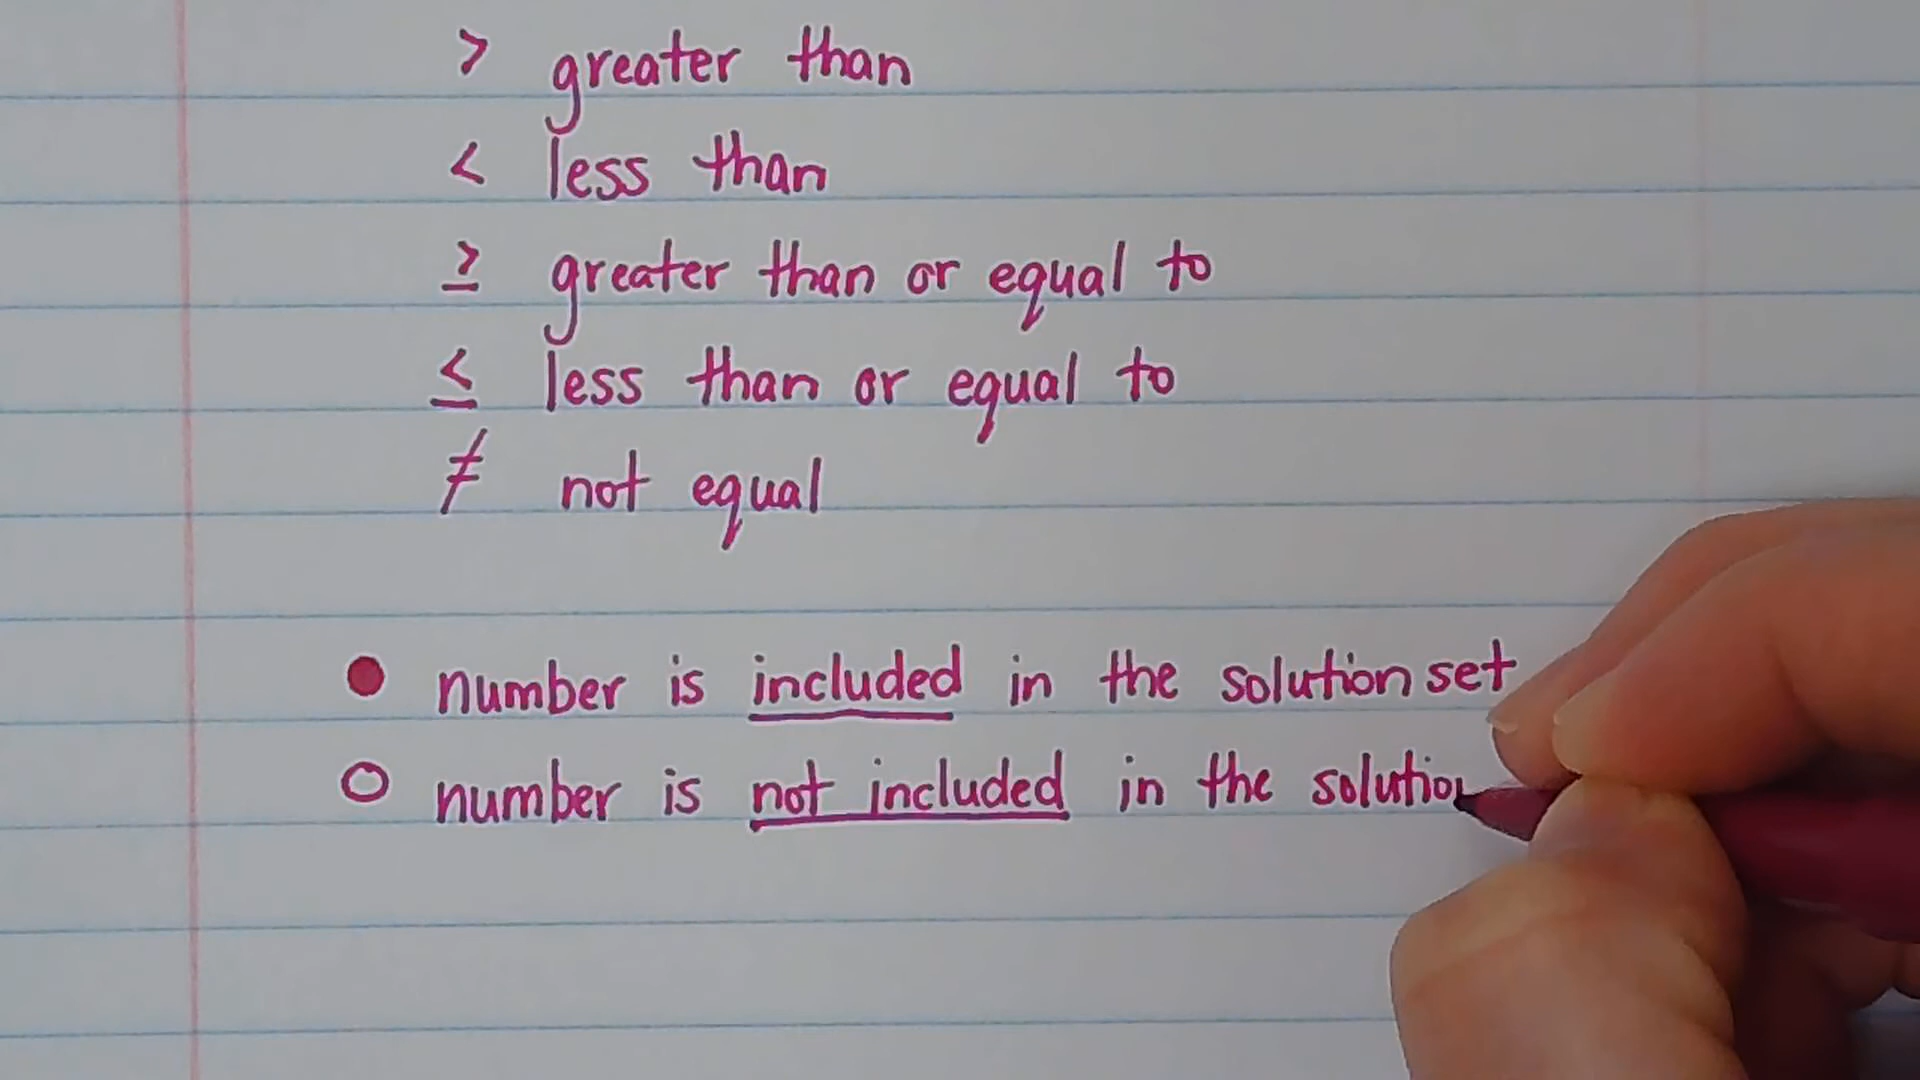 > greater than
< less than
≥ greater than or equal to
≤ less than or equal to
≠ not equal
● number is included in the solution set
○ number is not included in the solution